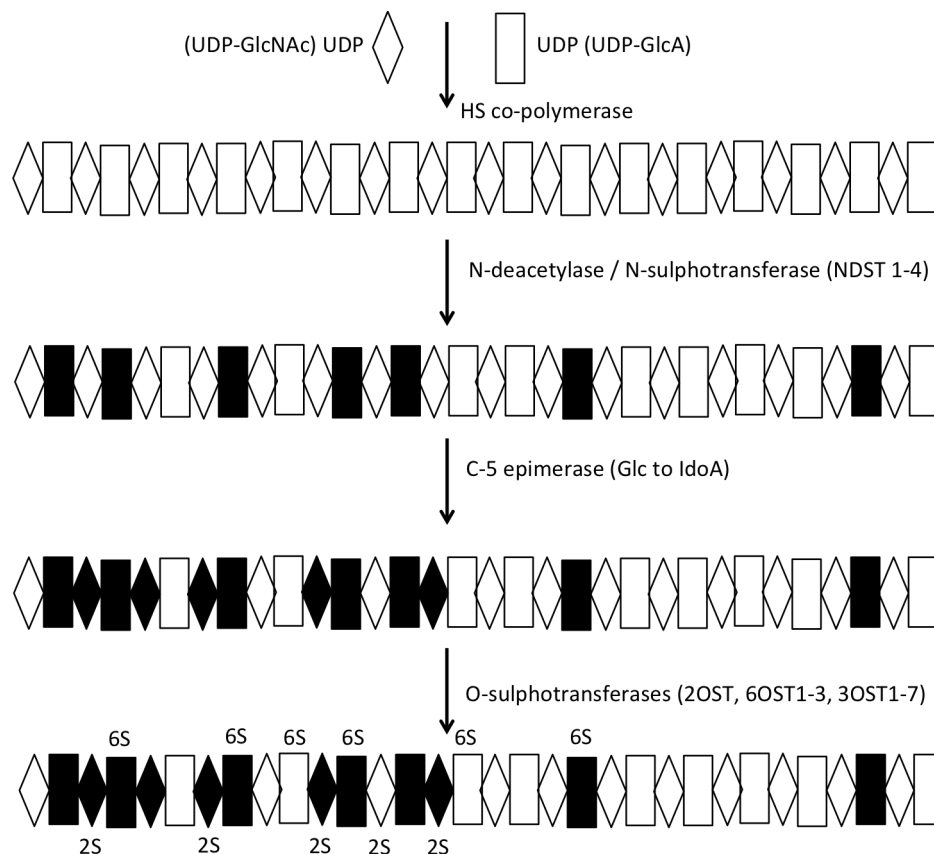 (UDP-GlcNAc) UDP
UDP (UDP-GlcA)
HS co-polymerase
N-deacetylase / N-sulphotransferase (NDST 1-4)
C-5 epimerase (Glc to IdoA)
O-sulphotransferases (2OST, 6OST1-3, 3OST1-7)
6S 6S 6S 6S 6S 6S
2S 2S 2S 2S 2S